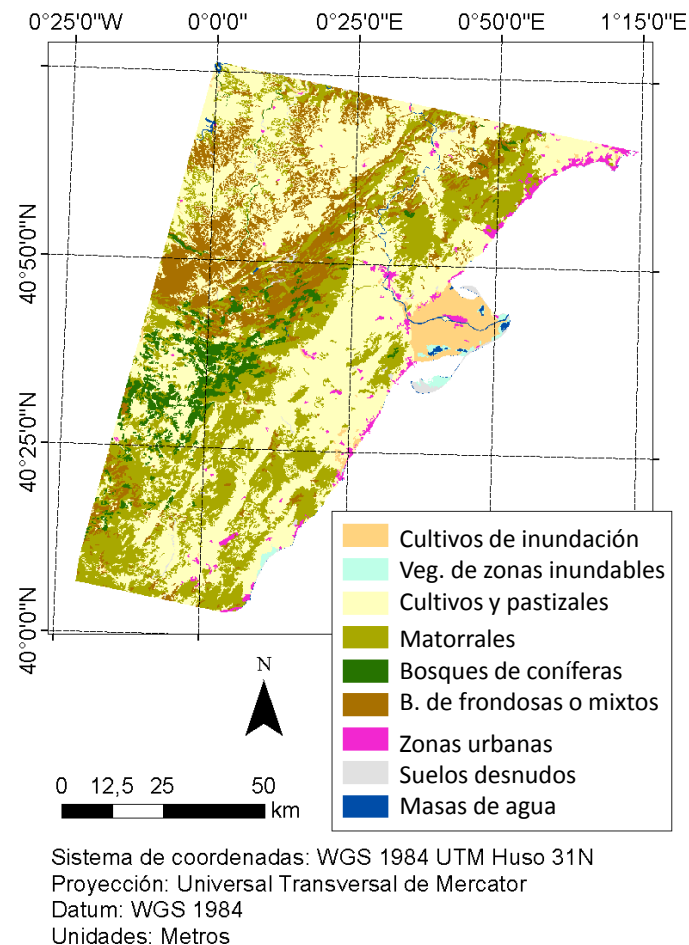 0°25'0"W 0°0'0" 0°25'0"E 0°50'0"E 1°15'0"E
40°50'0"N
40°25'0"N
40°0'0"N
Cultivos de inundación
Veg. de zonas inundables
Cultivos y pastizales
Matorrales
Bosques de coníferas
B. de frondosas o mixtos
Zonas urbanas
Suelos desnudos
Masas de agua
N
0 12,5 25 50
km
Sistema de coordenadas: WGS 1984 UTM Huso 31N
Proyección: Universal Transversal de Mercator
Datum: WGS 1984
Unidades: Metros